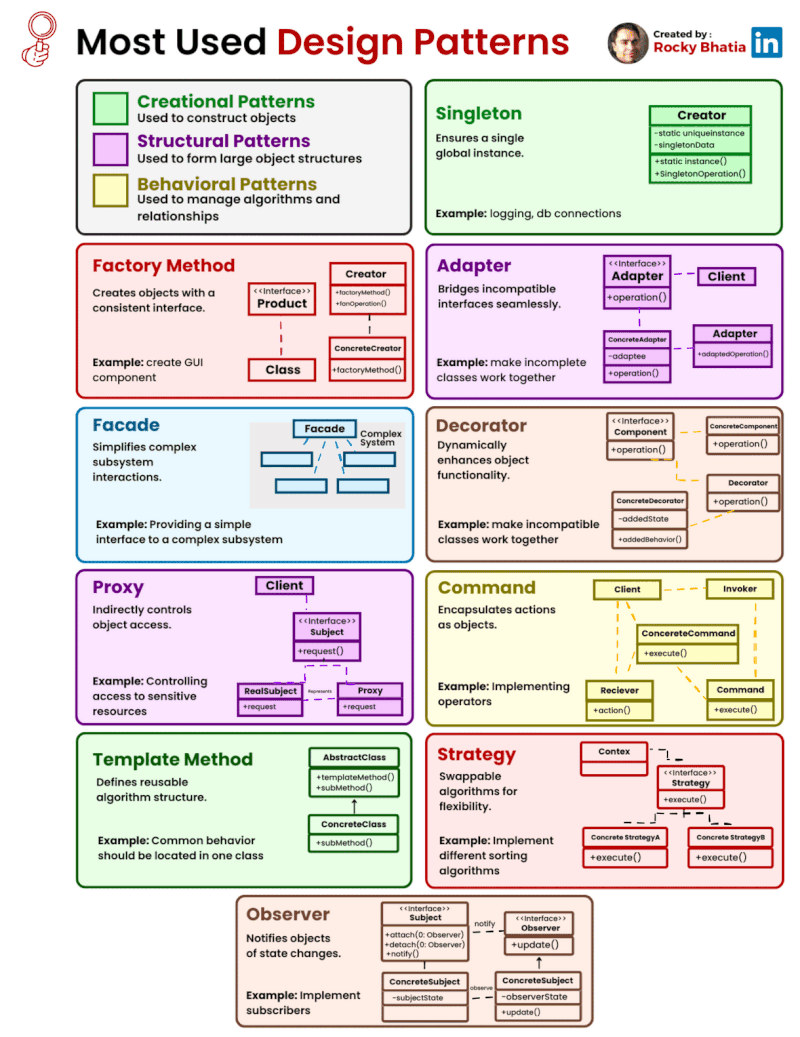 Most Used Design Patterns
Created by :
Rocky Bhatia
in
Creational Patterns
Used to construct objects
Structural Patterns
Used to form large object structures
Behavioral Patterns
Used to manage algorithms and
relationships
Singleton
Ensures a single
global instance.
Example: logging, db connections
Creator
-static uniqueinstance
-singletonData
+static instance()
+SingletonOperation()
Factory Method
Creates objects with a
consistent interface.
Example: create GUI
component
<<Interface>>
Product
Class
Creator
+factoryMethod()
+fonOperation()
ConcreteCreator
+factoryMethod()
Adapter
Bridges incompatible
interfaces seamlessly.
Example: make incomplete
classes work together
<<Interface>>
Adapter
+operation()
Client
ConcreteAdapter
-adaptee
+operation()
Adapter
+adaptedOperation()
Facade
Simplifies complex
subsystem
interactions.
Example: Providing a simple
interface to a complex subsystem
Facade
Complex
System
Decorator
Dynamically
enhances object
functionality.
Example: make incompatible
classes work together
<<Interface>>
Component
+operation()
ConcreteComponent
+operation()
Decorator
+operation()
ConcreteDecorator
-addedState
+addedBehavior()
Proxy
Indirectly controls
object access.
Example: Controlling
access to sensitive
resources
Client
<<Interface>>
Subject
+request()
RealSubject
+request
Represents
Proxy
+request
Command
Encapsulates actions
as objects.
Example: Implementing
operators
Client
Invoker
ConcereteCommand
+execute()
Reciever
+action()
Command
+execute()
Template Method
Defines reusable
algorithm structure.
Example: Common behavior
should be located in one class
AbstractClass
+templateMethod()
+subMethod()
ConcreteClass
+subMethod()
Strategy
Swappable
algorithms for
flexibility.
Example: Implement
different sorting
algorithms
Contex
<<Interface>>
Strategy
+execute()
Concrete StrategyA
+execute()
Concrete StrategyB
+execute()
Observer
Notifies objects
of state changes.
Example: Implement
subscribers
<<Interface>>
Subject
+attach(0: Observer)
+detach(0: Observer)
+notify()
notify
<<Interface>>
Observer
+update()
ConcreteSubject
-subjectState
observe
ConcreteSubject
-observerState
+update()